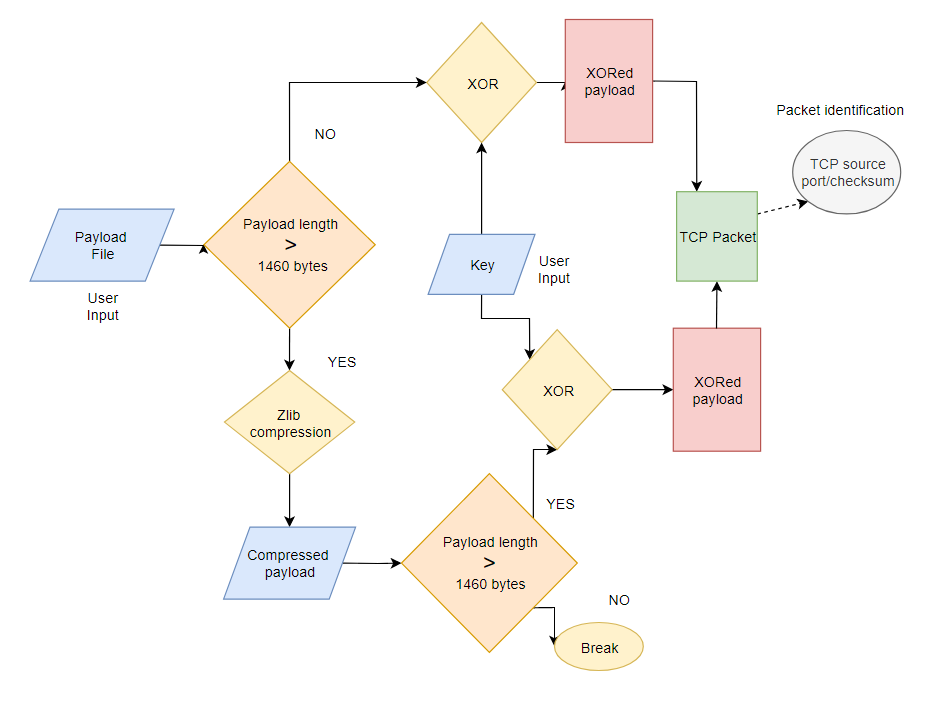 XOR
XORed
payload
Packet identification
TCP source
port/checksum
NO
Payload
File
User
Input
Payload length
>
1460 bytes
Key
User
Input
TCP Packet
YES
XOR
XORed
payload
Zlib
compression
Compressed
payload
Payload length
>
1460 bytes
YES
NO
Break